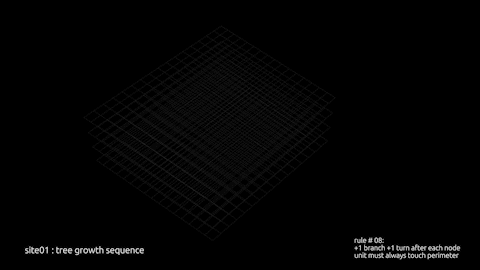 site01 : tree growth sequence
rule # 08:
+1 branch +1 turn after each node
unit must always touch perimeter